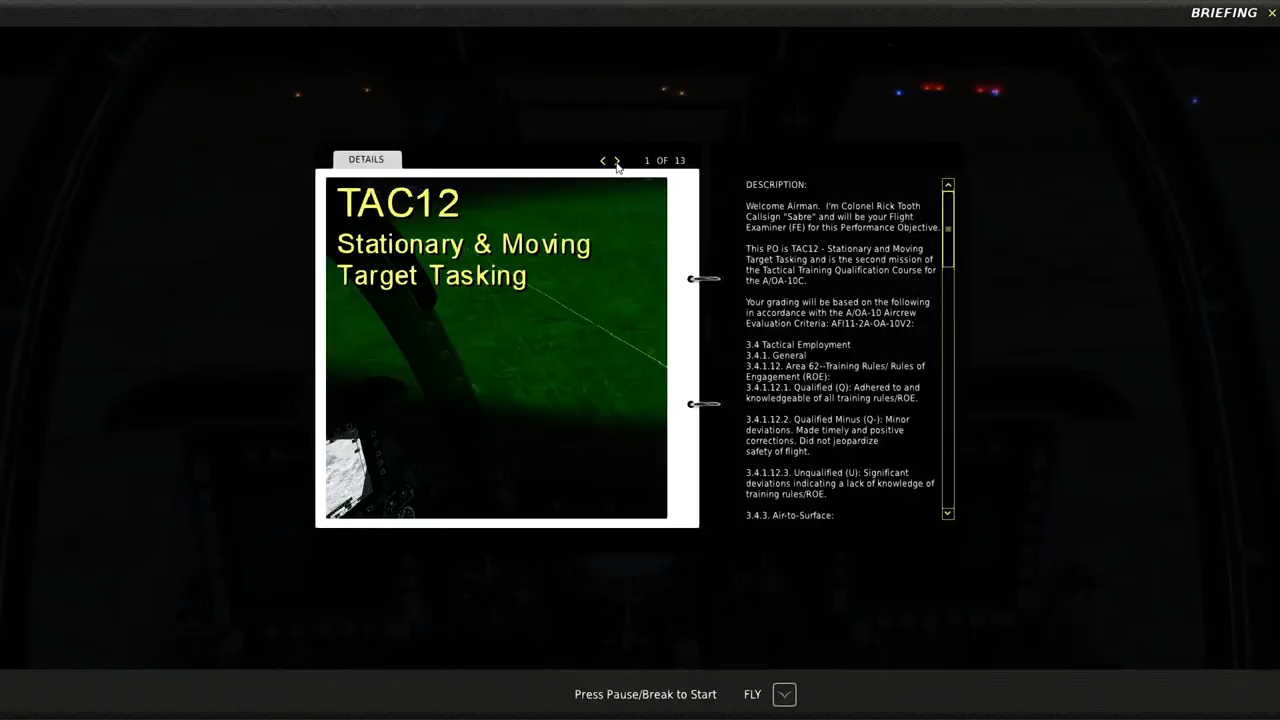 BRIEFING
DETAILS
1 OF 13
TAC12
Stationary & Moving
Target Tasking
DESCRIPTION:
Welcome Airman. I'm Colonel Rick Tooth
Callsign "Sabre" and will be your Flight
Examiner (FE) for this Performance Objective.
This PO is TAC12 - Stationary and Moving
Target Tasking and is the second mission of
the Tactical Training Qualification Course for
the A/OA-10C.
Your grading will be based on the following
in accordance with the A/OA-10 Aircrew
Evaluation Criteria: AFI11-2A-OA-10V2:
3.4 Tactical Employment
3.4.1. General
3.4.1.12. Area 62--Training Rules/ Rules of
Engagement (ROE):
3.4.1.12.1. Qualified (Q): Adhered to and
knowledgeable of all training rules/ROE.
3.4.1.12.2. Qualified Minus (Q-): Minor
deviations. Made timely and positive
corrections. Did not jeopardize
safety of flight.
3.4.1.12.3. Unqualified (U): Significant
deviations indicating a lack of knowledge of
training rules/ROE.
3.4.3. Air-to-Surface:
Press Pause/Break to Start
FLY